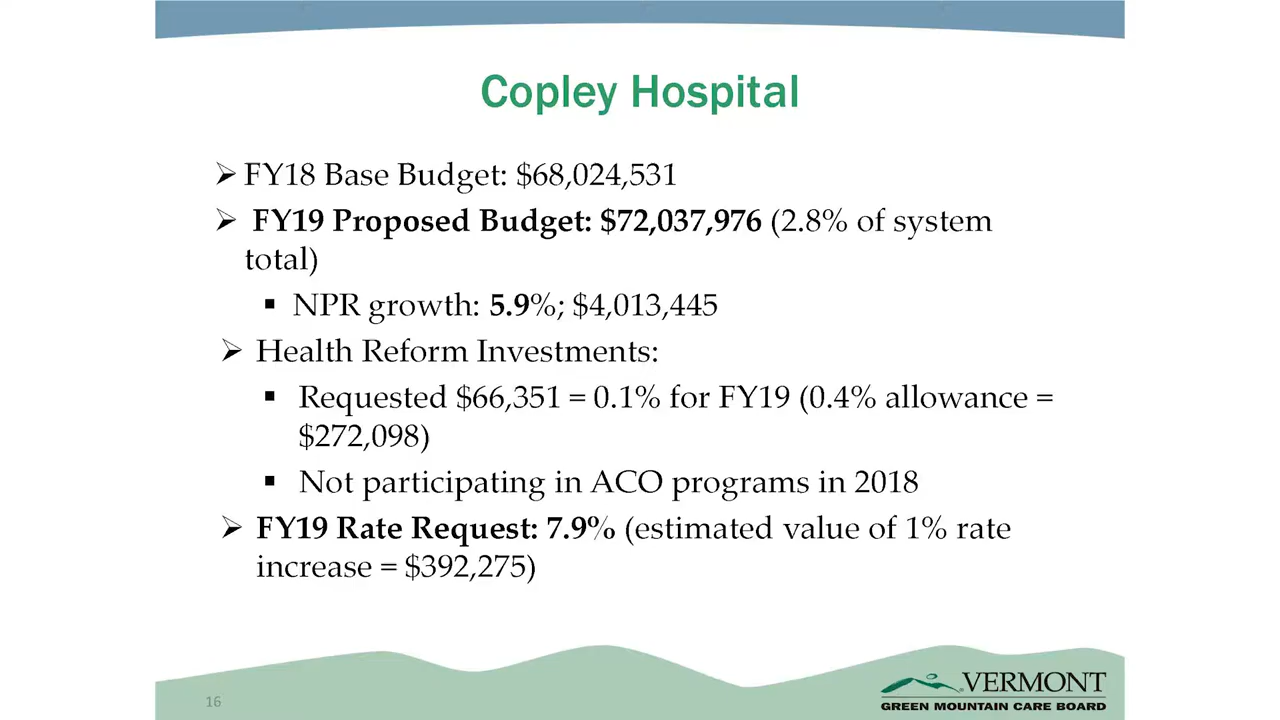 Copley Hospital
➢ FY18 Base Budget: $68,024,531
➢ FY19 Proposed Budget: $72,037,976 (2.8% of system
total)
▪ NPR growth: 5.9%; $4,013,445
➢ Health Reform Investments:
▪ Requested $66,351 = 0.1% for FY19 (0.4% allowance =
$272,098)
▪ Not participating in ACO programs in 2018
➢ FY19 Rate Request: 7.9% (estimated value of 1% rate
increase = $392,275)
16
VERMONT
GREEN MOUNTAIN CARE BOARD